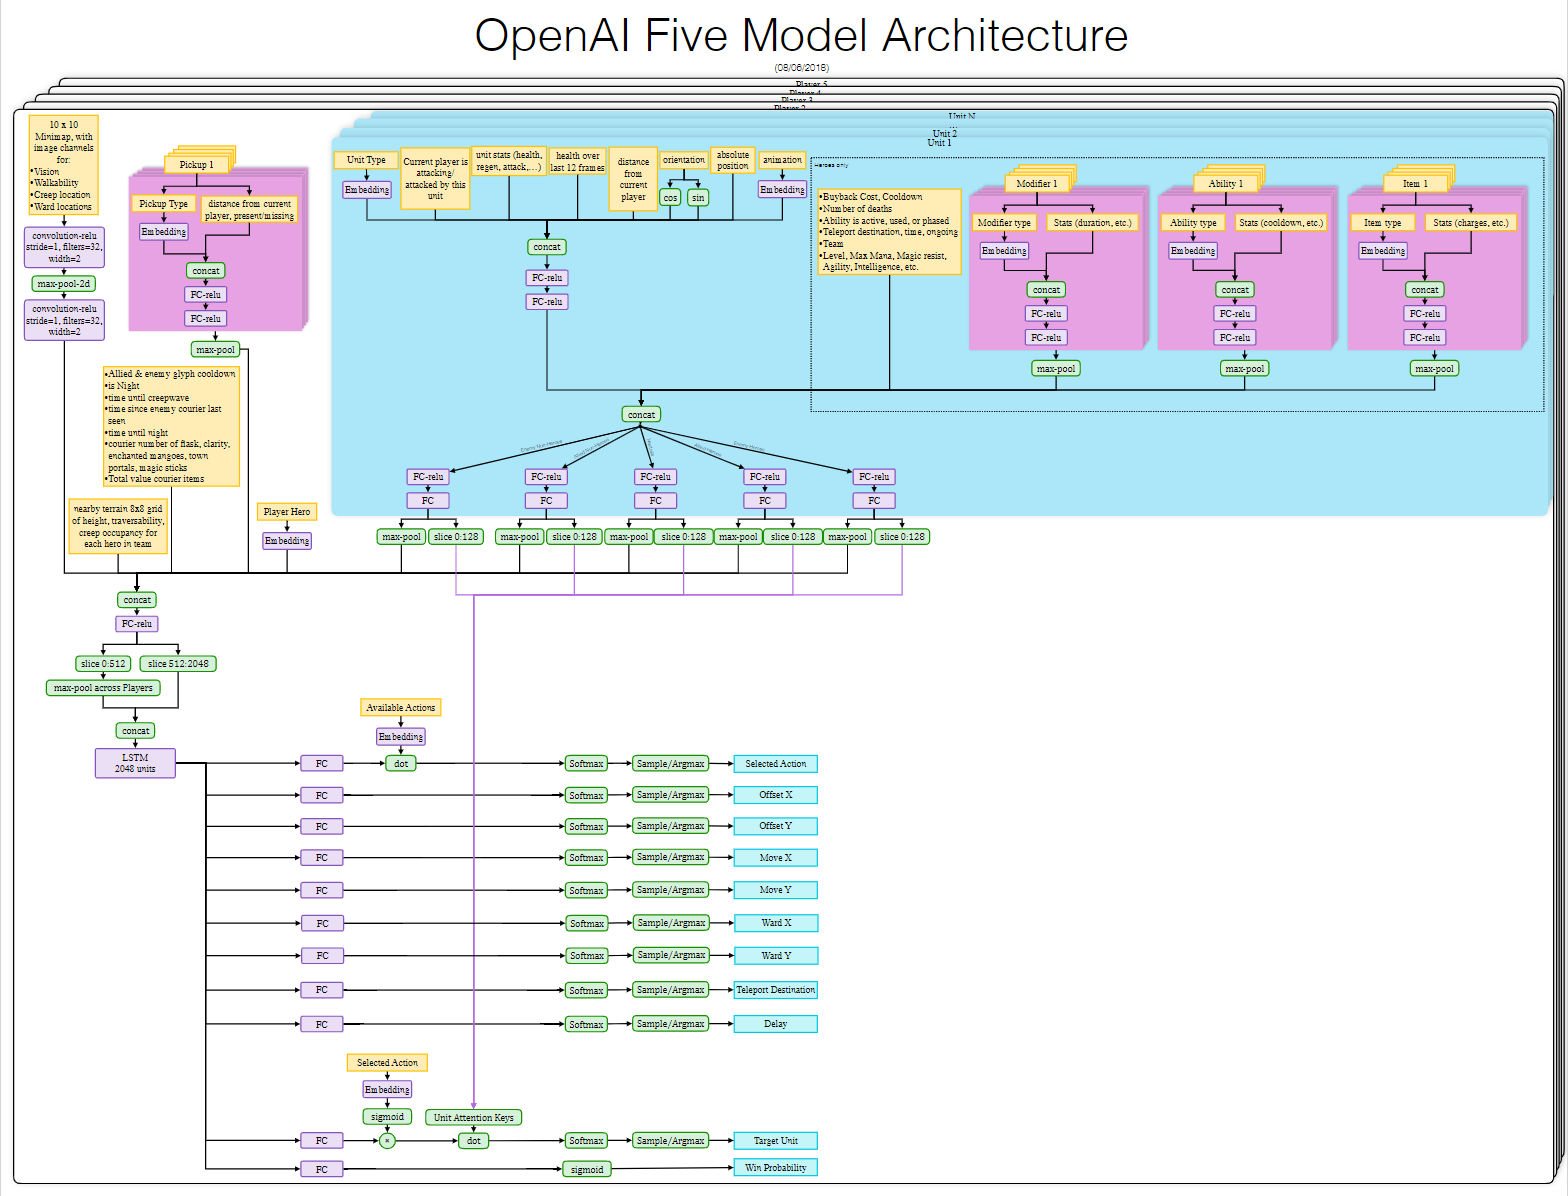 OpenAI Five Model Architecture
(08/06/2018)
Player 5
Player 4
Player 3
Player 2
Unit N
...
Unit 2
Unit 1
10 x 10
Minimap, with
image channels
for:
•Vision
•Walkability
•Creep location
•Ward locations
convolution-relu
stride=1, filters=32,
width=2
max-pool-2d
convolution-relu
stride=1, filters=32,
width=2
Pickup 1
Pickup Type
distance from current
player, present/missing
Embedding
concat
FC-relu
FC-relu
max-pool
•Allied & enemy glyph cooldown
•is Night
•time until creepwave
•time since enemy courier last
seen
•time until night
•courier number of flask, clarity,
enchanted mangoes, town
portals, magic sticks
•Total value courier items
nearby terrain 8x8 grid
of height, traversability,
creep occupancy for
each hero in team
Player Hero
Embedding
Unit Type
Embedding
Current player is
attacking/
attacked by this
unit
unit stats (health,
regen, attack,...)
health over
last 12 frames
distance
from
current
player
orientation
cos
sin
absolute
position
animation
Embedding
concat
FC-relu
FC-relu
Heroes only
•Buyback Cost, Cooldown
•Number of deaths
•Ability is active, used, or phased
•Teleport destination, time, ongoing
•Team
•Level, Max Mana, Magic resist,
Agility, Intelligence, etc.
Modifier 1
Modifier type
Stats (duration, etc.)
Embedding
concat
FC-relu
FC-relu
max-pool
Ability 1
Ability type
Stats (cooldown, etc.)
Embedding
concat
FC-relu
FC-relu
max-pool
Item 1
Item type
Stats (charges, etc.)
Embedding
concat
FC-relu
FC-relu
max-pool
concat
Enemy Non-Heroes
Allied Non-Heroes
Neutrals
Allied Heroes
Enemy Heroes
FC-relu
FC-relu
FC-relu
FC-relu
FC-relu
FC
FC
FC
FC
FC
max-pool
slice 0:128
max-pool
slice 0:128
max-pool
slice 0:128
max-pool
slice 0:128
max-pool
slice 0:128
concat
FC-relu
slice 0:512
slice 512:2048
max-pool across Players
concat
LSTM
2048 units
Available Actions
Embedding
FC
dot
Softmax
Sample/Argmax
Selected Action
FC
Softmax
Sample/Argmax
Offset X
FC
Softmax
Sample/Argmax
Offset Y
FC
Softmax
Sample/Argmax
Move X
FC
Softmax
Sample/Argmax
Move Y
FC
Softmax
Sample/Argmax
Ward X
FC
Softmax
Sample/Argmax
Ward Y
FC
Softmax
Sample/Argmax
Teleport Destination
FC
Softmax
Sample/Argmax
Delay
Selected Action
Embedding
sigmoid
Unit Attention Keys
FC
×
dot
Softmax
Sample/Argmax
Target Unit
FC
sigmoid
Win Probability